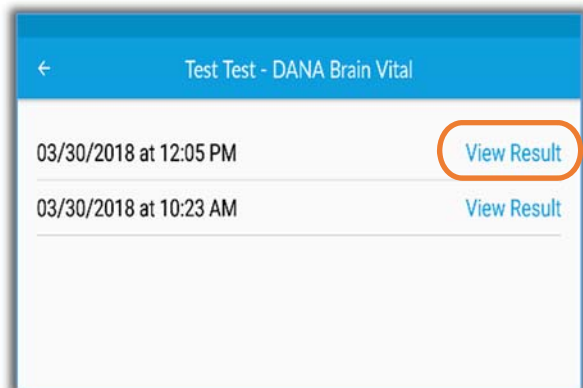 Test Test - DANA Brain Vital
03/30/2018 at 12:05 PM View Result
03/30/2018 at 10:23 AM View Result